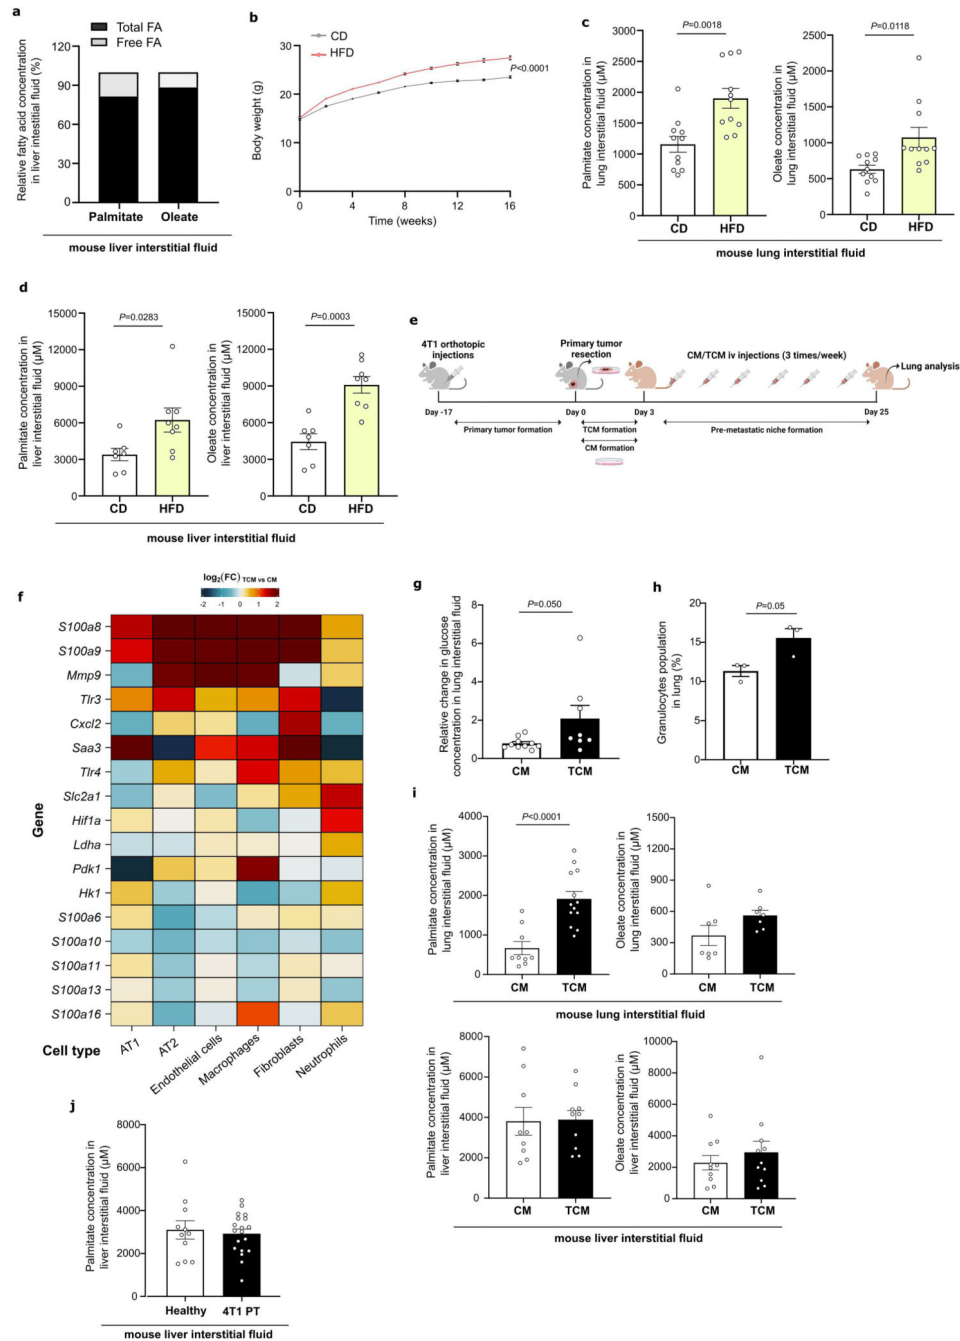 a
Total FA
Free FA
Relative fatty acid concentration
in liver interstitial fluid (%)
120
90
60
30
0
Palmitate
Oleate
mouse liver interstitial fluid
b
CD
HFD
Body weight (g)
30
20
10
0
P<0.0001
0
4
8
12
16
Time (weeks)
c
P=0.0018
Palmitate concentration in
lung interstitial fluid (µM)
3000
2500
2000
1500
1000
500
0
CD
HFD
P=0.0118
Oleate concentration in
lung interstitial fluid (µM)
2500
2000
1500
1000
500
0
CD
HFD
mouse lung interstitial fluid
d
P=0.0283
Palmitate concentration in
liver interstitial fluid (µM)
15000
12000
9000
6000
3000
0
CD
HFD
P=0.0003
Oleate concentration in
liver interstitial fluid (µM)
15000
12000
9000
6000
3000
0
CD
HFD
mouse liver interstitial fluid
e
4T1 orthotopic
injections
Primary tumor
resection
CM/TCM iv injections (3 times/week)
Lung analysis
Day -17
Day 0
Day 3
Day 25
Primary tumor formation
TCM formation
CM formation
Pre-metastatic niche formation
f
log2(FC) TCM vs CM
-2
-1
0
1
2
Gene
S100a8
S100a9
Mmp9
Tlr3
Cxcl2
Saa3
Tlr4
Slc2a1
Hif1a
Ldha
Pdk1
Hk1
S100a6
S100a10
S100a11
S100a13
S100a16
Cell type
AT1
AT2
Endothelial cells
Macrophages
Fibroblasts
Neutrophils
g
P=0.050
Relative change in glucose
concentration in lung interstitial fluid
8
6
4
2
0
CM
TCM
h
P=0.05
Granulocytes population
in lung (%)
20
15
10
5
0
CM
TCM
i
P<0.0001
Palmitate concentration in
lung interstitial fluid (µM)
4000
3000
2000
1000
0
CM
TCM
Oleate concentration in
lung interstitial fluid (µM)
1500
1200
900
600
300
0
CM
TCM
mouse lung interstitial fluid
Palmitate concentration in
liver interstitial fluid (µM)
8000
6000
4000
2000
0
CM
TCM
Oleate concentration in
liver interstitial fluid (µM)
10000
8000
6000
4000
2000
0
CM
TCM
mouse liver interstitial fluid
j
Palmitate concentration in
liver interstitial fluid (µM)
8000
6000
4000
2000
0
Healthy
4T1 PT
mouse liver interstitial fluid